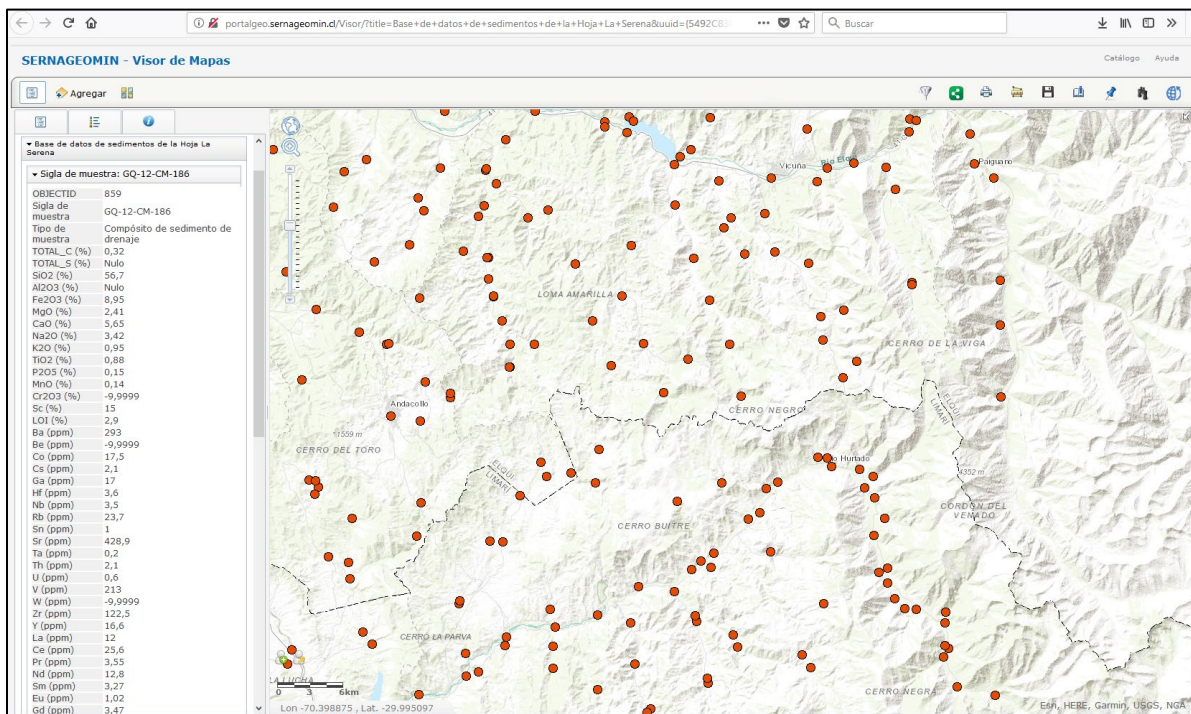 portalgeo.sernageomin.cl/Visor/?title=Base+de+datos+de+sedimentos+de+la+Hoja+La+Serena&uuid={5492C83
Buscar
SERNAGEOMIN - Visor de Mapas
Catálogo Ayuda
Agregar
Base de datos de sedimentos de la Hoja La
Serena
Sigla de muestra: GQ-12-CM-186
OBJECTID 859
Sigla de muestra GQ-12-CM-186
Tipo de muestra Compósito de sedimento de drenaje
TOTAL_C (%) 0,32
TOTAL_S (%) Nulo
SiO2 (%) 56,7
Al2O3 (%) Nulo
Fe2O3 (%) 8,95
MgO (%) 2,41
CaO (%) 5,65
Na2O (%) 3,42
K2O (%) 0,95
TiO2 (%) 0,88
P2O5 (%) 0,15
MnO (%) 0,14
Cr2O3 (%) -9,9999
Sc (%) 15
LOI (%) 2,9
Ba (ppm) 293
Be (ppm) -9,9999
Co (ppm) 17,5
Cs (ppm) 2,1
Ga (ppm) 17
Hf (ppm) 3,6
Nb (ppm) 3,5
Rb (ppm) 23,7
Sn (ppm) 1
Sr (ppm) 428,9
Ta (ppm) 0,2
Th (ppm) 2,1
U (ppm) 0,6
V (ppm) 213
W (ppm) -9,9999
Zr (ppm) 122,5
Y (ppm) 16,6
La (ppm) 12
Ce (ppm) 25,6
Pr (ppm) 3,55
Nd (ppm) 12,8
Sm (ppm) 3,27
Eu (ppm) 1,02
Gd (ppm) 3,47
Vicuña
Rio Elqui
Paiguano
LOMA AMARILLA
CERRO DE LA VIGA
ELQUI
LIMARI
Andacollo
CERRO NEGRO
1559 m
CERRO DEL TORO
ELQUI
LIMARI
Hurtado
4352 m
CORDON DEL
VENADO
CERRO BUITRE
CERRO LA PARVA
LA LUCHA
CERRO NEGRA
0 3 6km
Lon -70.398875 , Lat. -29.995097
Esri, HERE, Garmin, USGS, NGA